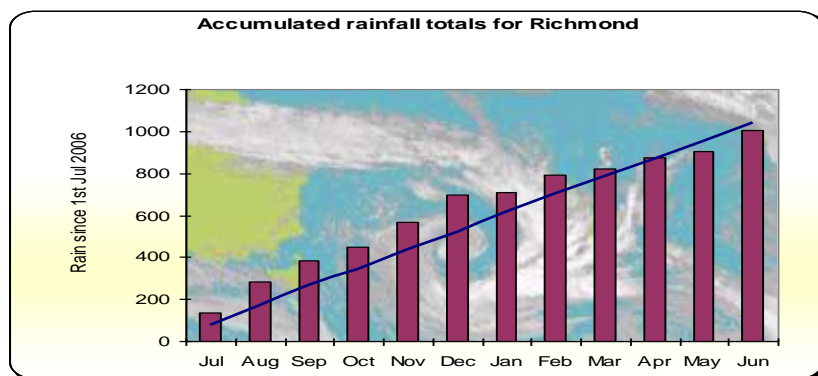 Accumulated rainfall totals for Richmond
Rain since 1st Jul 2006
1200
1000
800
600
400
200
0
Jul Aug Sep Oct Nov Dec Jan Feb Mar Apr May Jun